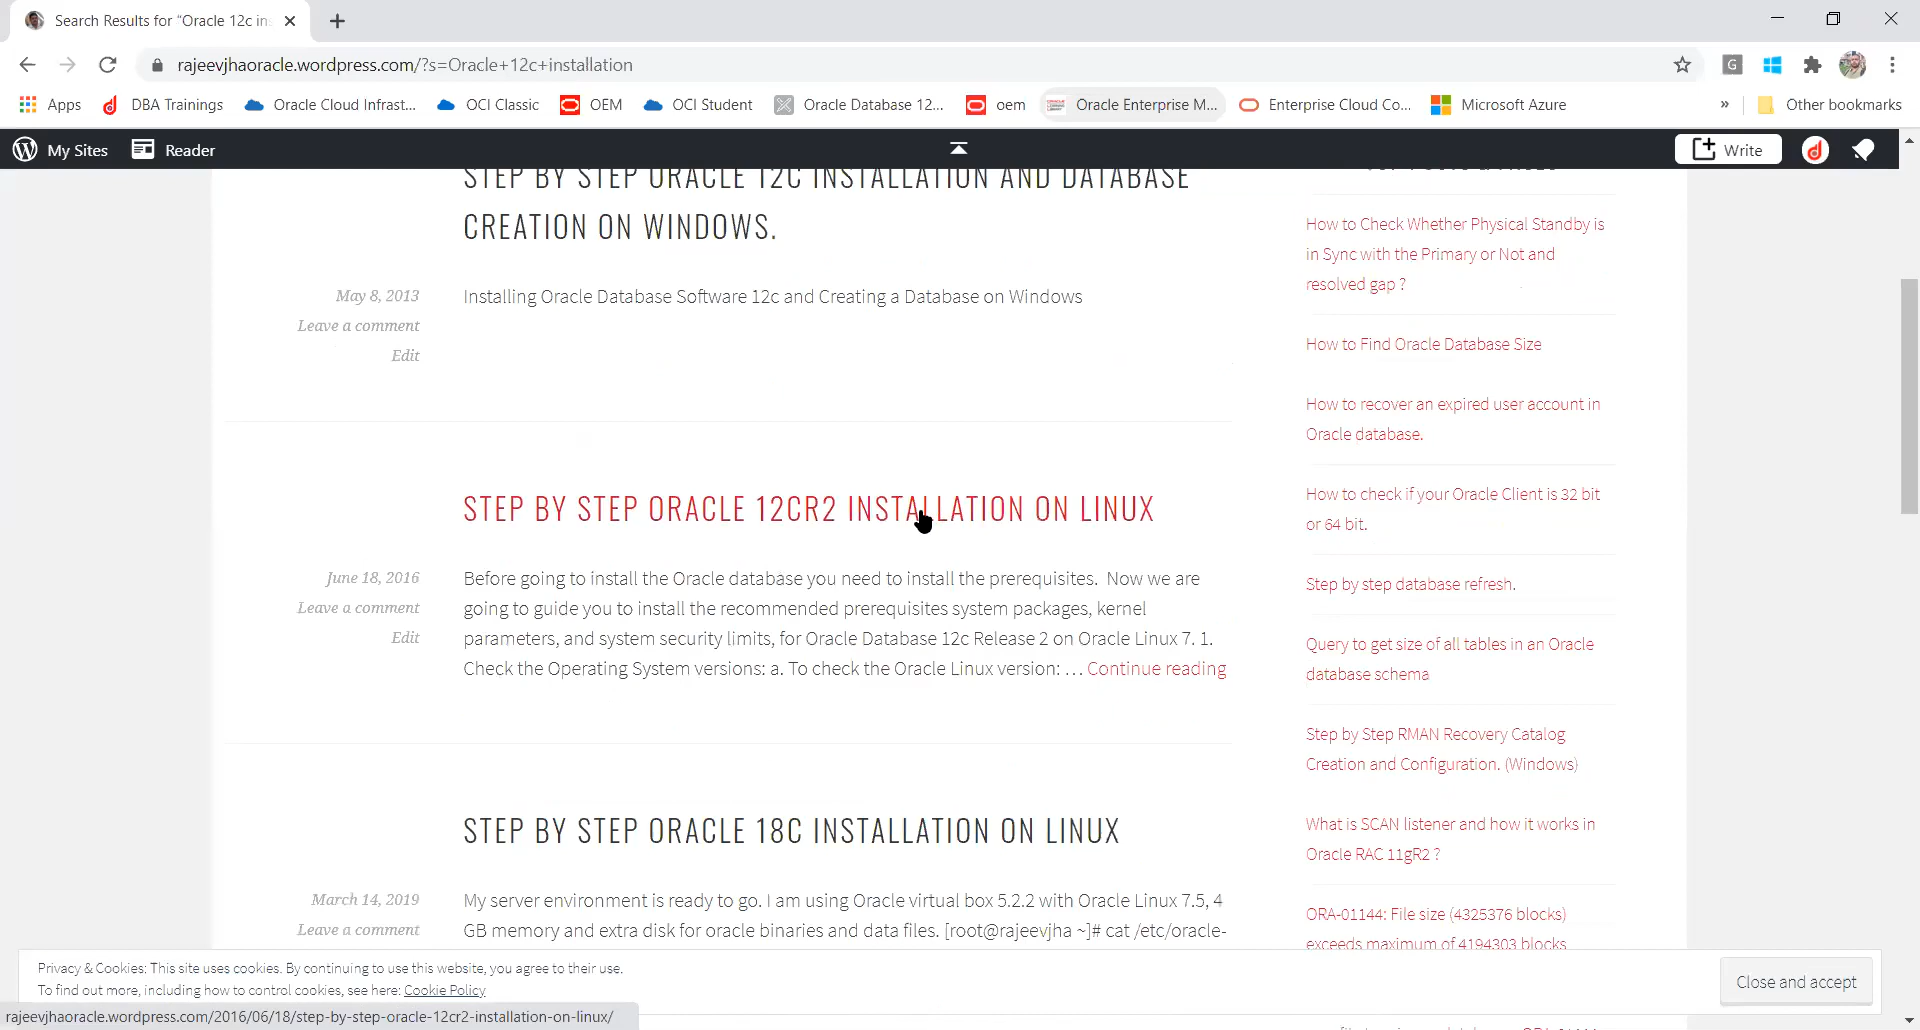 Search Results for "Oracle 12c in
rajeevjhaoracle.wordpress.com/?s=Oracle+12c+installation
G
Apps
DBA Trainings
Oracle Cloud Infrast...
OCI Classic
OEM
OCI Student
Oracle Database 12...
oem
Oracle Enterprise M...
Enterprise Cloud Co...
Microsoft Azure
»
Other bookmarks
My Sites
Reader
Write
STEP BY STEP ORACLE 12C INSTALLATION AND DATABASE
CREATION ON WINDOWS.
May 8, 2013
Leave a comment
Edit
Installing Oracle Database Software 12c and Creating a Database on Windows
STEP BY STEP ORACLE 12CR2 INSTALLATION ON LINUX
June 18, 2016
Leave a comment
Edit
Before going to install the Oracle database you need to install the prerequisites.  Now we are
going to guide you to install the recommended prerequisites system packages, kernel
parameters, and system security limits, for Oracle Database 12c Release 2 on Oracle Linux 7. 1.
Check the Operating System versions: a. To check the Oracle Linux version: … Continue reading
STEP BY STEP ORACLE 18C INSTALLATION ON LINUX
March 14, 2019
Leave a comment
My server environment is ready to go. I am using Oracle virtual box 5.2.2 with Oracle Linux 7.5, 4
GB memory and extra disk for oracle binaries and data files. [root@rajeevjha ~]# cat /etc/oracle-
How to Check Whether Physical Standby is
in Sync with the Primary or Not and
resolved gap ?
How to Find Oracle Database Size
How to recover an expired user account in
Oracle database.
How to check if your Oracle Client is 32 bit
or 64 bit.
Step by step database refresh.
Query to get size of all tables in an Oracle
database schema
Step by Step RMAN Recovery Catalog
Creation and Configuration. (Windows)
What is SCAN listener and how it works in
Oracle RAC 11gR2 ?
ORA-01144: File size (4325376 blocks)
exceeds maximum of 4194303 blocks
Privacy & Cookies: This site uses cookies. By continuing to use this website, you agree to their use.
To find out more, including how to control cookies, see here: Cookie Policy
Close and accept
rajeevjhaoracle.wordpress.com/2016/06/18/step-by-step-oracle-12cr2-installation-on-linux/